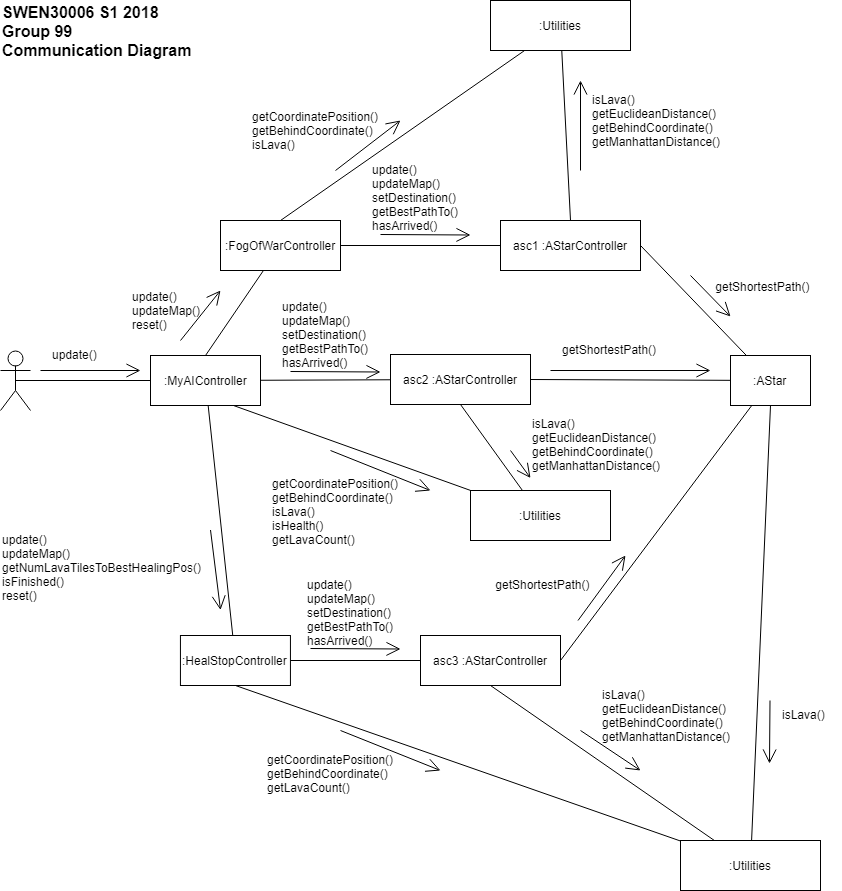 SWEN30006 S1 2018
Group 99
Communication Diagram
:Utilities
getCoordinatePosition()
getBehindCoordinate()
isLava()
isLava()
getEuclideanDistance()
getBehindCoordinate()
getManhattanDistance()
update()
updateMap()
setDestination()
getBestPathTo()
hasArrived()
:FogOfWarController
asc1 :AStarController
getShortestPath()
update()
updateMap()
reset()
update()
updateMap()
setDestination()
getBestPathTo()
hasArrived()
update()
getShortestPath()
:MyAIController
asc2 :AStarController
:AStar
isLava()
getEuclideanDistance()
getBehindCoordinate()
getManhattanDistance()
getCoordinatePosition()
getBehindCoordinate()
isLava()
isHealth()
getLavaCount()
:Utilities
update()
updateMap()
getNumLavaTilesToBestHealingPos()
isFinished()
reset()
getShortestPath()
update()
updateMap()
setDestination()
getBestPathTo()
hasArrived()
:HealStopController
asc3 :AStarController
isLava()
getEuclideanDistance()
getBehindCoordinate()
getManhattanDistance()
isLava()
getCoordinatePosition()
getBehindCoordinate()
getLavaCount()
:Utilities